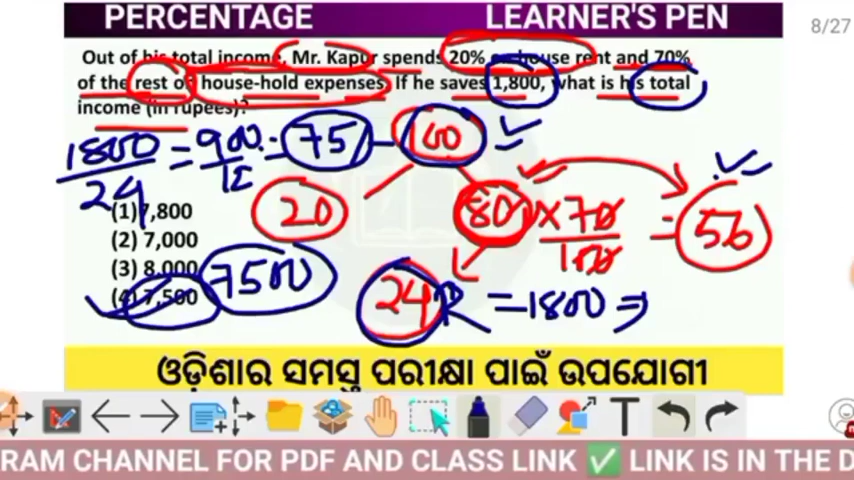 PERCENTAGE LEARNER'S PEN
8/27
Out of his total income, Mr. Kapur spends 20% on house rent and 70%
of the rest on house-hold expenses. If he saves 1,800, what is his total
income (in rupees)?
1800/24 = 900/12 = 75 - 100
20 80 × 70/100 = 56
(1) 7,800
(2) 7,000
(3) 8,000 7500
(4) 7,500
24 = 1800 ⇒
ଓଡ଼ିଶାର ସମସ୍ତ ପରୀକ୍ଷା ପାଇଁ ଉପଯୋଗୀ
T
RAM CHANNEL FOR PDF AND CLASS LINK ✅ LINK IS IN THE D